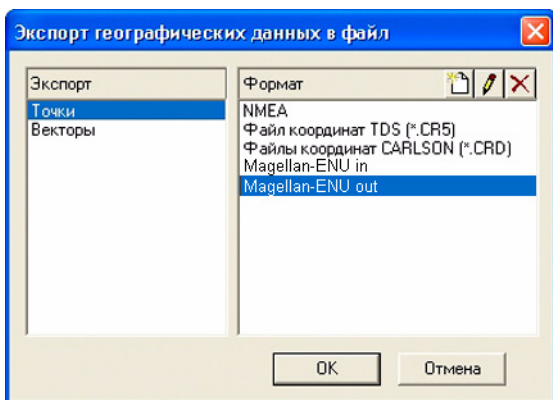 Экспорт географических данных в файл
Экспорт
Точки
Векторы
Формат
NMEA
Файл координат TDS (*.CR5)
Файлы координат CARLSON (*.CRD)
Magellan-ENU in
Magellan-ENU out
OK
Отмена